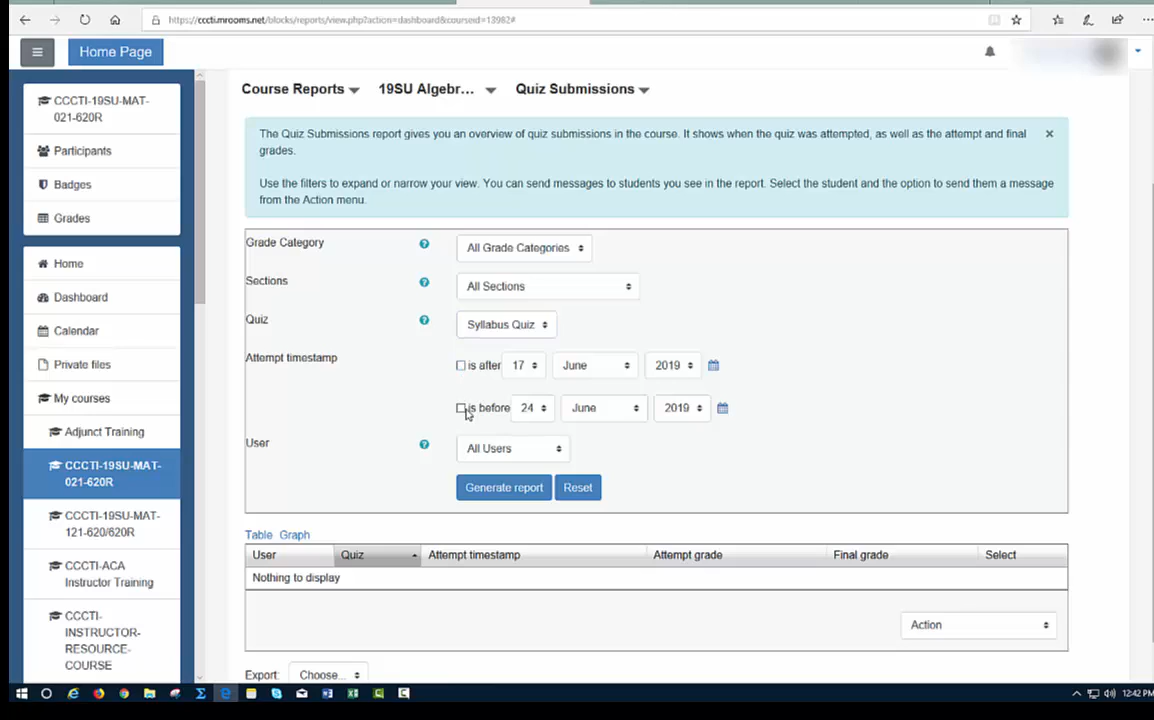 https://cccti.mrooms.net/blocks/reports/view.php?action=dashboard&courseid=13982#
Home Page
CCCTI-19SU-MAT-
021-620R
Participants
Badges
Grades
Home
Dashboard
Calendar
Private files
My courses
Adjunct Training
CCCTI-19SU-MAT-
021-620R
CCCTI-19SU-MAT-
121-620/620R
CCCTI-ACA
Instructor Training
CCCTI-
INSTRUCTOR-
RESOURCE-
COURSE
Course Reports 19SU Algebr... Quiz Submissions
The Quiz Submissions report gives you an overview of quiz submissions in the course. It shows when the quiz was attempted, as well as the attempt and final
grades.
Use the filters to expand or narrow your view. You can send messages to students you see in the report. Select the student and the option to send them a message
from the Action menu.
Grade Category All Grade Categories
Sections All Sections
Quiz Syllabus Quiz
Attempt timestamp is after 17 June 2019
is before 24 June 2019
User All Users
Generate report Reset
Table Graph
User Quiz Attempt timestamp Attempt grade Final grade Select
Nothing to display
Action
Export: Choose...
12:42 PM